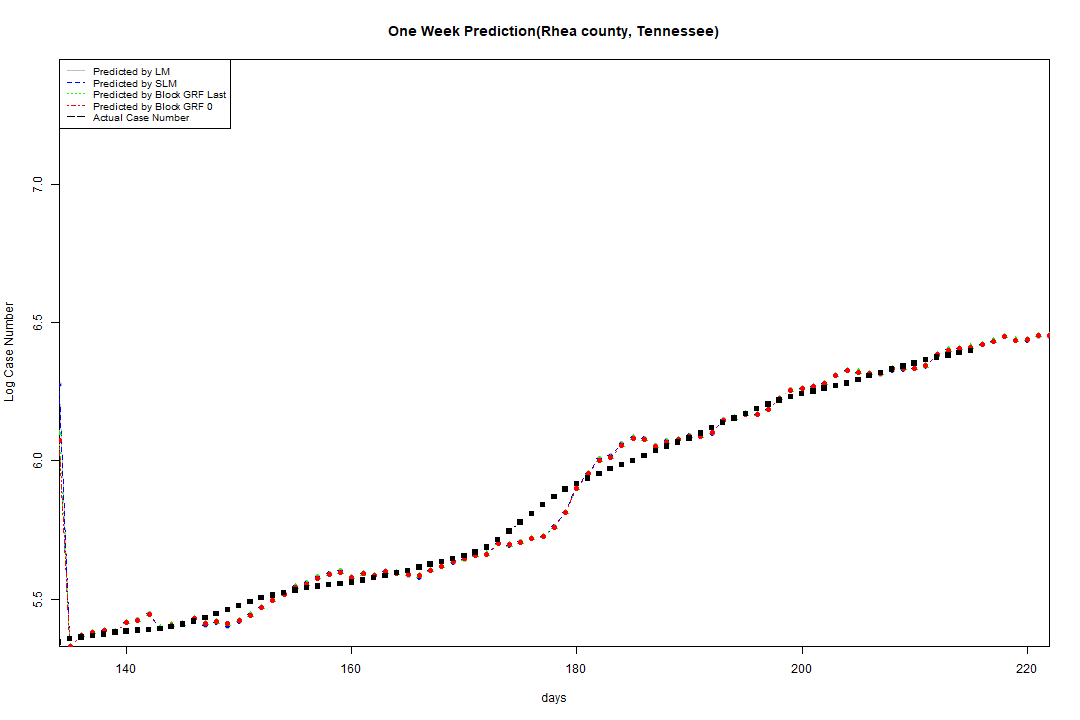 One Week Prediction(Rhea county, Tennessee)
Predicted by LM
Predicted by SLM
Predicted by Block GRF Last
Predicted by Block GRF 0
Actual Case Number
7.0
6.5
6.0
5.5
Log Case Number
140 160 180 200 220
days